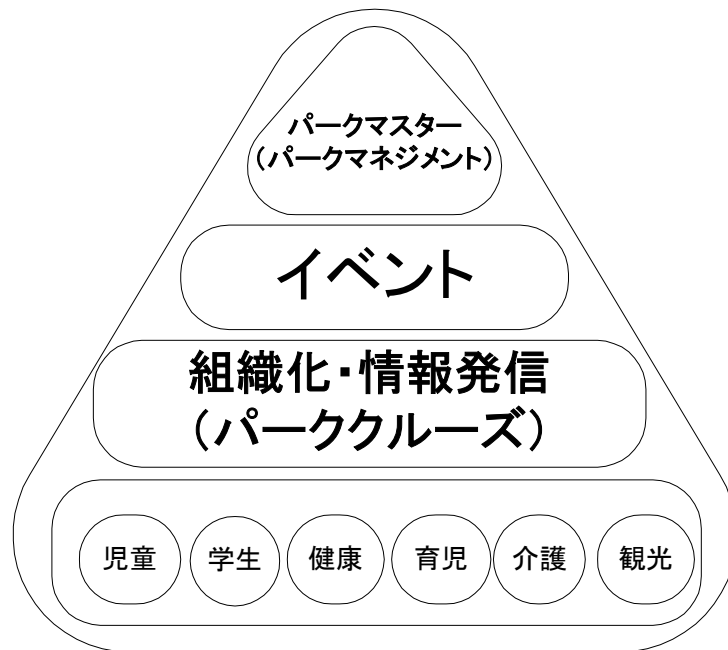 パークマスター
（パークマネジメント）
イベント
組織化・情報発信
（パーククルーズ）
児童 学生 健康 育児 介護 観光